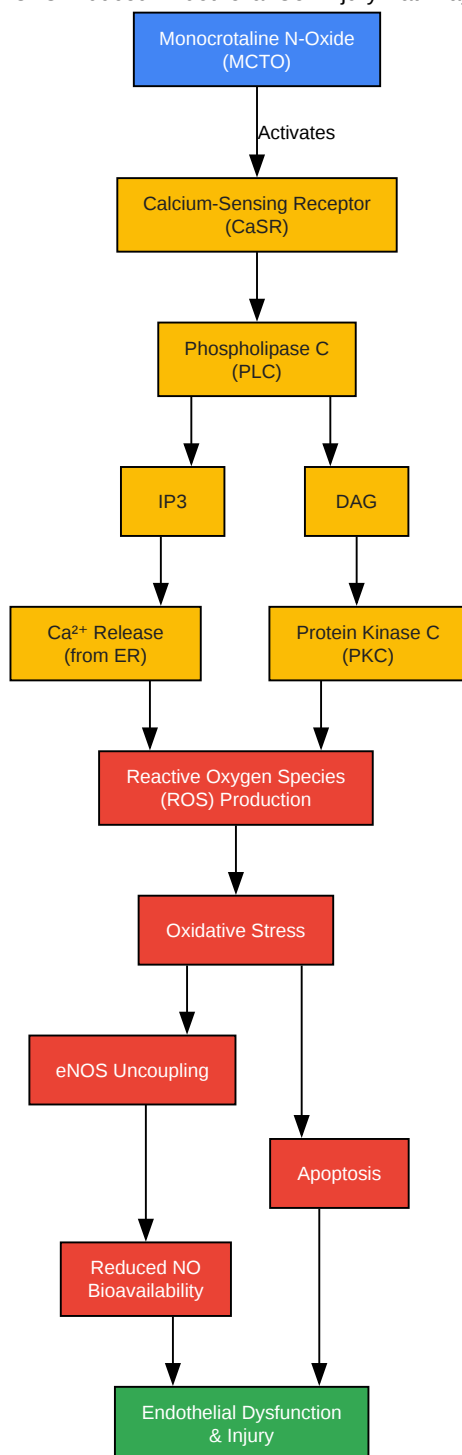 Monocrotaline N-Oxide
(MCTO)
Activates
Calcium-Sensing Receptor
(CaSR)
Phospholipase C
(PLC)
IP3
DAG
Ca²⁺ Release
(from ER)
Protein Kinase C
(PKC)
Reactive Oxygen Species
(ROS) Production
Oxidative Stress
eNOS Uncoupling
Apoptosis
Reduced NO
Bioavailability
Endothelial Dysfunction
& Injury